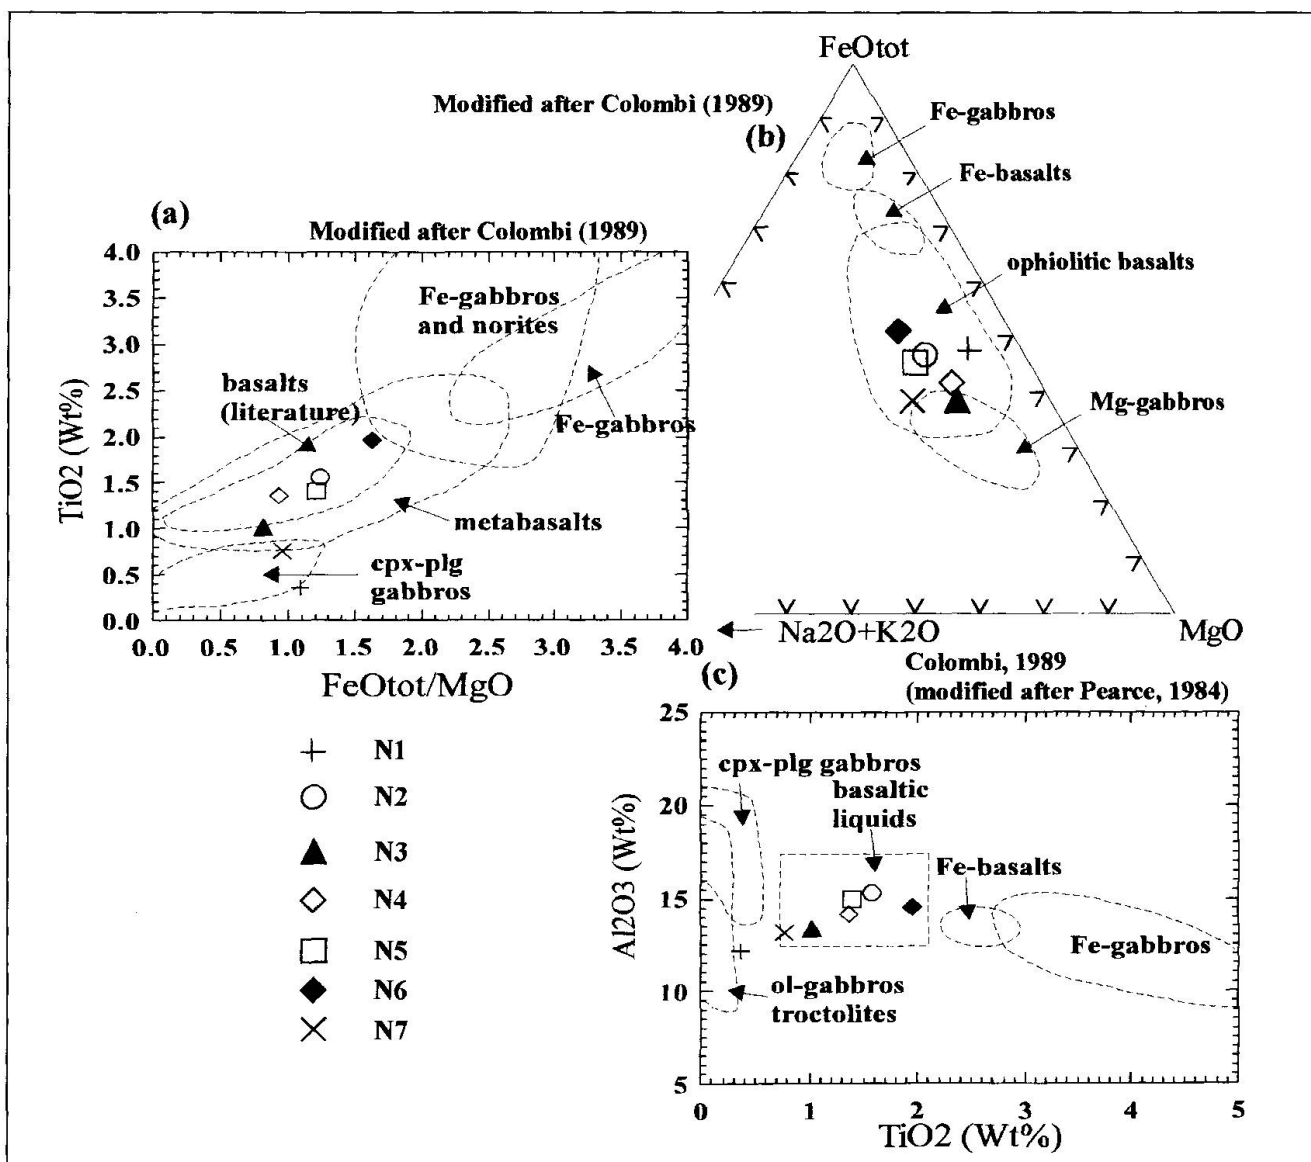 FeOtot
Modified after Colombi (1989)
(b)
Fe-gabbros
Fe-basalts
ophiolitic basalts
Mg-gabbros
Na2O+K2O
MgO
(a)
Modified after Colombi (1989)
4.0
3.5
3.0
2.5
2.0
1.5
1.0
0.5
0.0
TiO2 (Wt%)
Fe-gabbros
and norites
basalts
(literature)
Fe-gabbros
metabasalts
cpx-plg
gabbros
0.0 0.5 1.0 1.5 2.0 2.5 3.0 3.5 4.0
FeOtot/MgO
N1
N2
N3
N4
N5
N6
N7
Colombi, 1989
(c)
(modified after Pearce, 1984)
25
20
15
10
5
Al2O3 (Wt%)
cpx-plg gabbros
basaltic
liquids
Fe-basalts
Fe-gabbros
ol-gabbros
troctolites
0 1 2 3 4 5
TiO2 (Wt%)